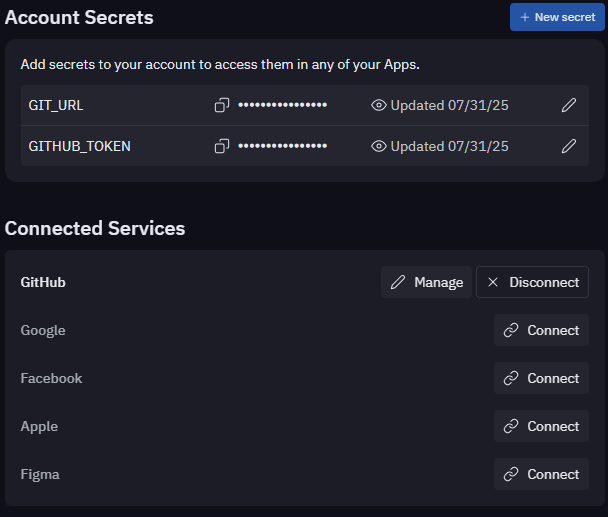 Account Secrets
+ New secret
Add secrets to your account to access them in any of your Apps.
GIT_URL •••••••••••••••• Updated 07/31/25
GITHUB_TOKEN •••••••••••••••• Updated 07/31/25
Connected Services
GitHub Manage Disconnect
Google Connect
Facebook Connect
Apple Connect
Figma Connect